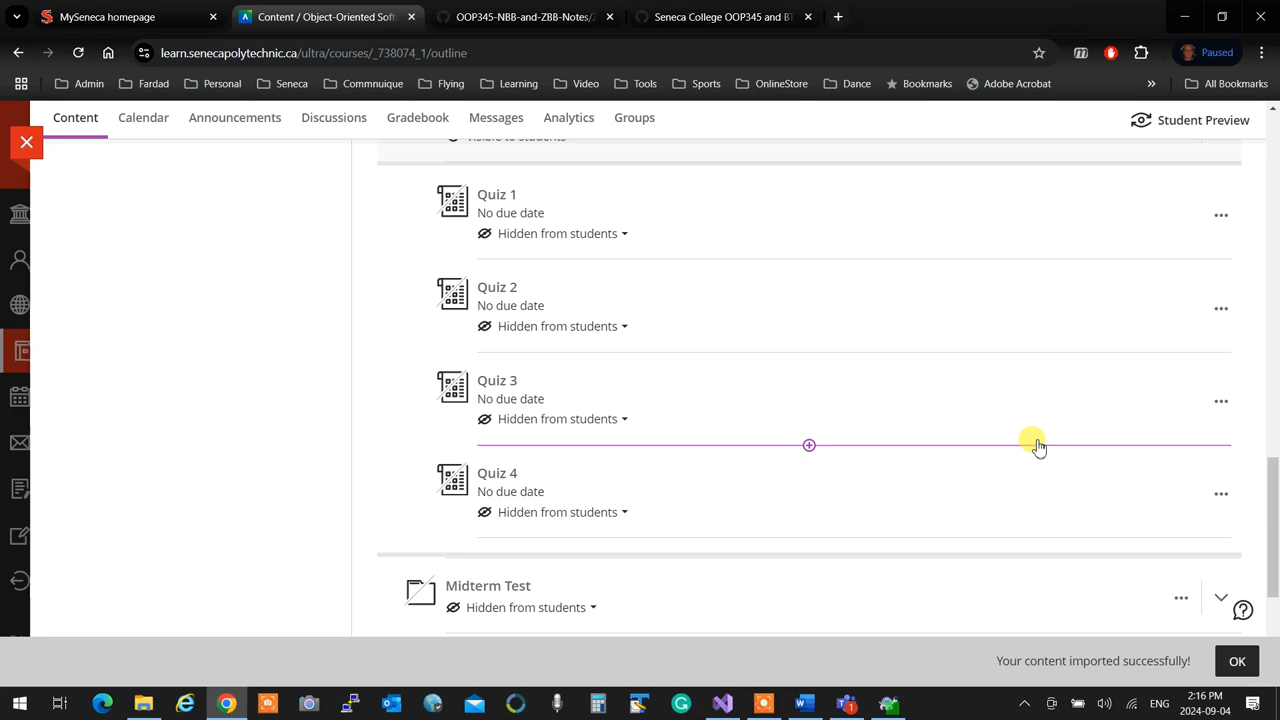 MySeneca homepage
Content / Object-Oriented Soft
OOP345-NBB-and-ZBB-Notes/
Seneca College OOP345 and BT
learn.senecapolytechnic.ca/ultra/courses/_738074_1/outline
Paused
Admin
Fardad
Personal
Seneca
Commnuique
Flying
Learning
Video
Tools
Sports
OnlineStore
Dance
Bookmarks
Adobe Acrobat
All Bookmarks
Content
Calendar
Announcements
Discussions
Gradebook
Messages
Analytics
Groups
Student Preview
Visible to students
Quiz 1
No due date
Hidden from students
Quiz 2
No due date
Hidden from students
Quiz 3
No due date
Hidden from students
Quiz 4
No due date
Hidden from students
Midterm Test
Hidden from students
Your content imported successfully!
OK
ENG
2:16 PM
2024-09-04